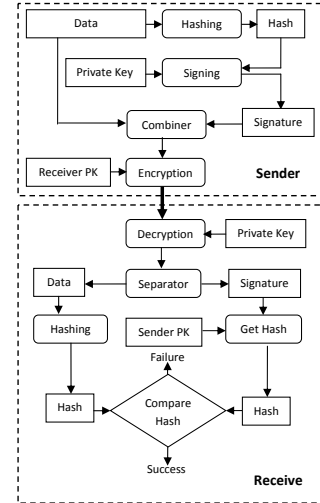 Data
Hashing
Hash
Private Key
Signing
Combiner
Signature
Receiver PK
Encryption
Sender
Decryption
Private Key
Data
Separator
Signature
Hashing
Sender PK
Get Hash
Failure
Hash
Compare
Hash
Hash
Success
Receive